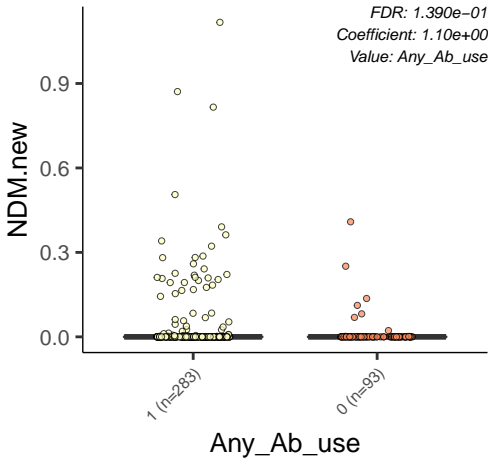 FDR: 1.390e−01
Coefficient: 1.10e+00
Value: Any_Ab_use
0.9
0.6
0.3
0.0
NDM.new
1 (n=283)
0 (n=93)
Any_Ab_use